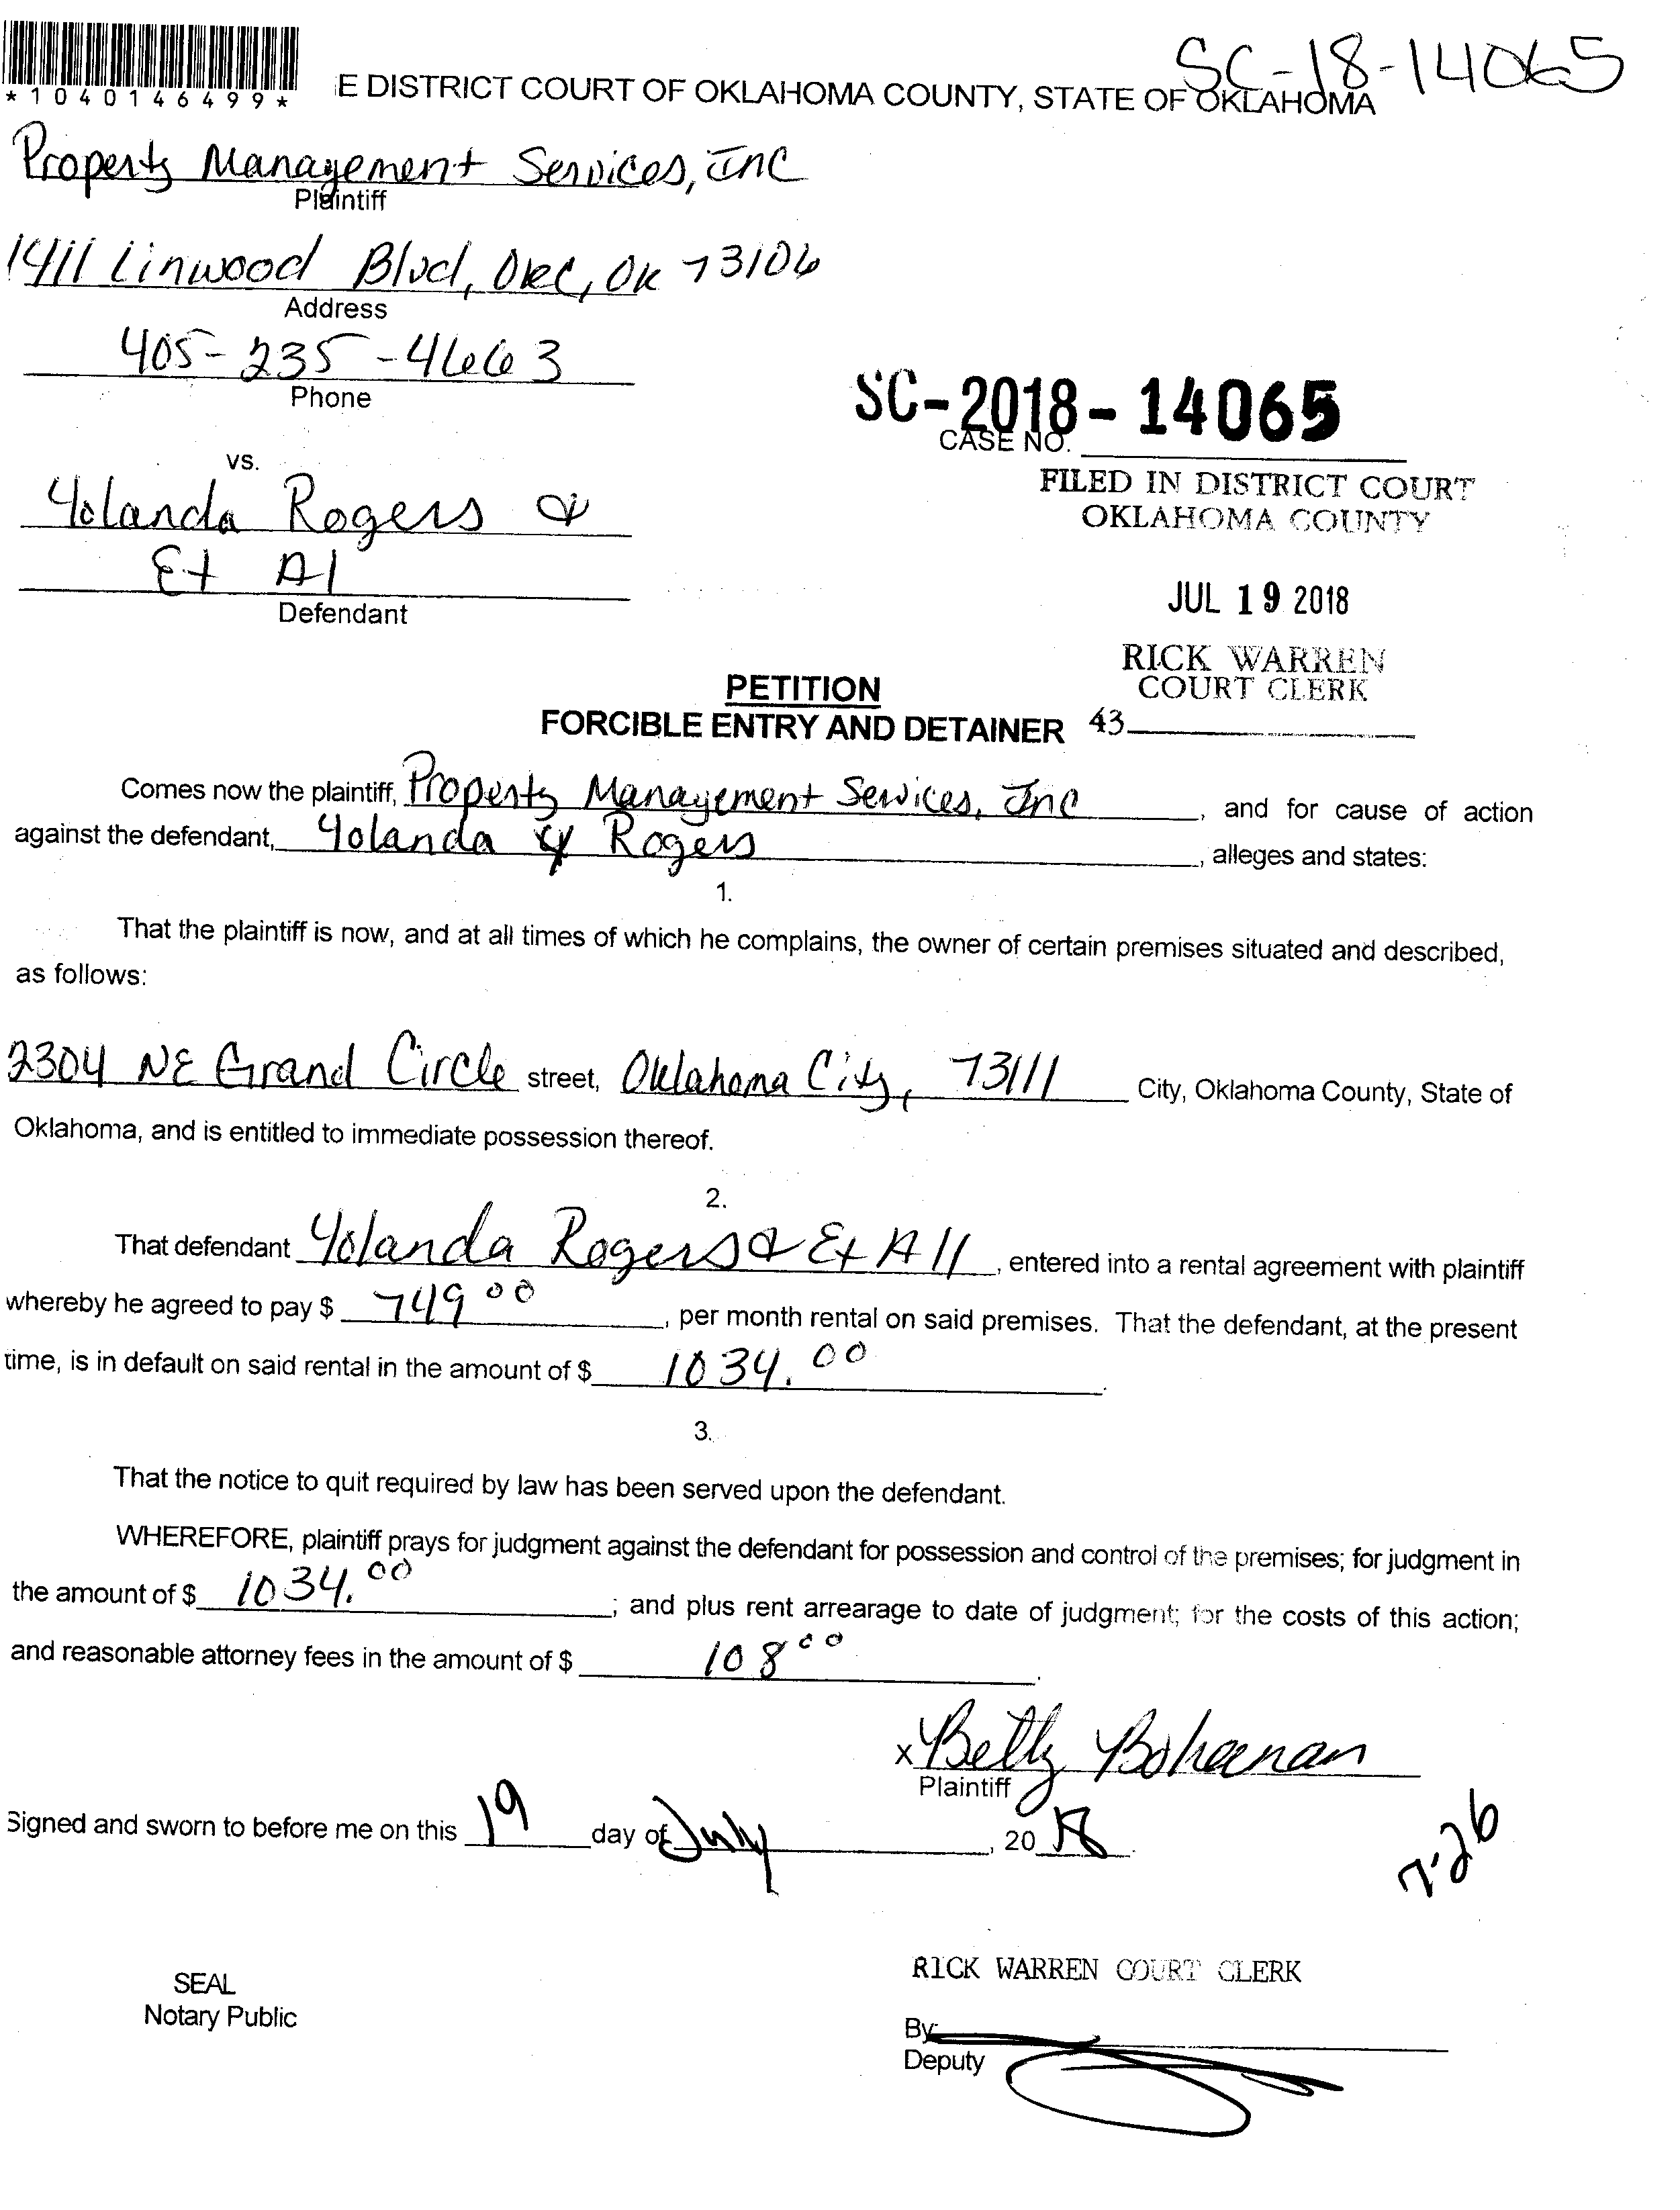 SC-18-14065
*1040146499*
E DISTRICT COURT OF OKLAHOMA COUNTY, STATE OF OKLAHOMA
Property Management Services, Inc
Plaintiff
1411 Linwood Blvd, OKC, OK 73106
Address
405-235-4663
Phone
SC-2018-14065
CASE NO.
vs.
FILED IN DISTRICT COURT
OKLAHOMA COUNTY
Yolanda Rogers &
Et Al
Defendant
JUL 19 2018
RICK WARREN
COURT CLERK
PETITION
FORCIBLE ENTRY AND DETAINER 43
Comes now the plaintiff, Property Management Services, Inc, and for cause of action
against the defendant, Yolanda Rogers, alleges and states:
1.
That the plaintiff is now, and at all times of which he complains, the owner of certain premises situated and described,
as follows:
2304 NE Grand Circle street, Oklahoma City, 73111 City, Oklahoma County, State of
Oklahoma, and is entitled to immediate possession thereof.
2.
That defendant Yolanda Rogers & Et All, entered into a rental agreement with plaintiff
whereby he agreed to pay $ 749 00, per month rental on said premises. That the defendant, at the present
time, is in default on said rental in the amount of $ 1034.00.
3.
That the notice to quit required by law has been served upon the defendant.
WHEREFORE, plaintiff prays for judgment against the defendant for possession and control of the premises; for judgment in
the amount of $ 1034.00; and plus rent arrearage to date of judgment; for the costs of this action;
and reasonable attorney fees in the amount of $ 108 00.
x Betty Bohanan
Plaintiff
Signed and sworn to before me on this 19 day of July, 2018.
7-26
RICK WARREN COURT CLERK
SEAL
Notary Public
By:
Deputy